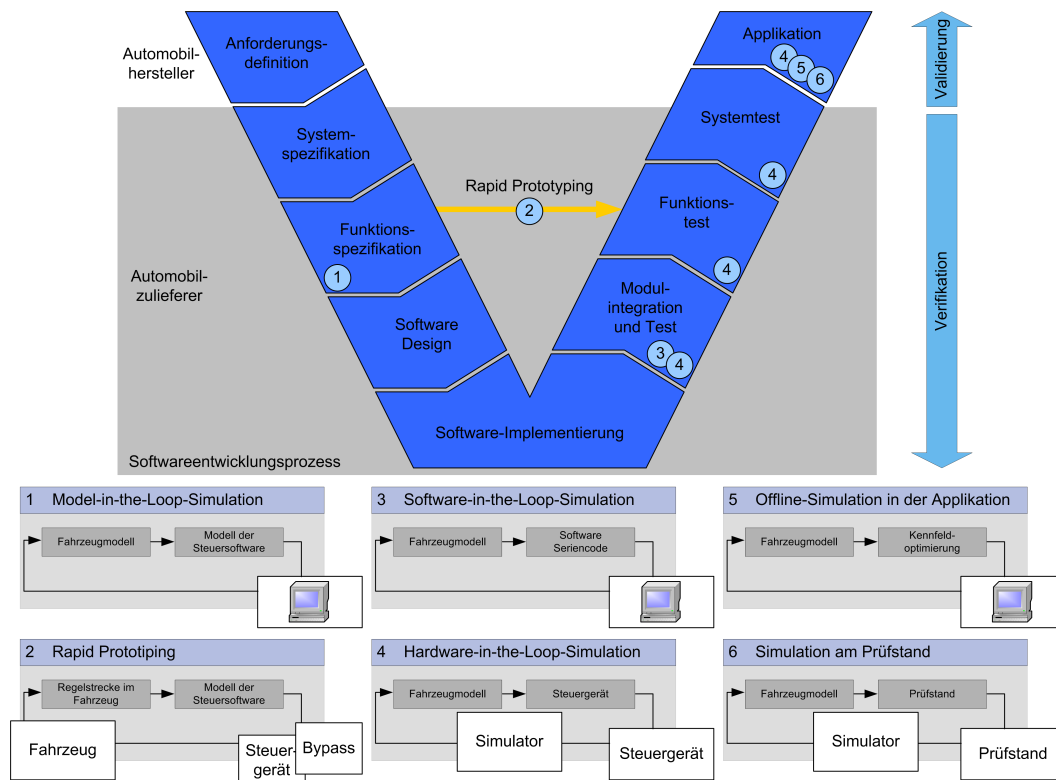 Automobil-
hersteller
Anforderungs-
definition
System-
spezifikation
Funktions-
spezifikation
1
Software
Design
Automobil-
zulieferer
Softwareentwicklungsprozess
Software-Implementierung
Rapid Prototyping
2
Applikation
4
5
6
Systemtest
4
Funktions-
test
4
Modul-
integration
und Test
3
4
Validierung
Verifikation
1 Model-in-the-Loop-Simulation
Fahrzeugmodell
Modell der
Steuersoftware
3 Software-in-the-Loop-Simulation
Fahrzeugmodell
Software
Seriencode
5 Offline-Simulation in der Applikation
Fahrzeugmodell
Kennfeld-
optimierung
2 Rapid Prototiping
Regelstrecke im
Fahrzeug
Modell der
Steuersoftware
Fahrzeug
Steuer-
gerät
Bypass
4 Hardware-in-the-Loop-Simulation
Fahrzeugmodell
Steuergerät
Simulator
Steuergerät
6 Simulation am Prüfstand
Fahrzeugmodell
Prüfstand
Simulator
Prüfstand